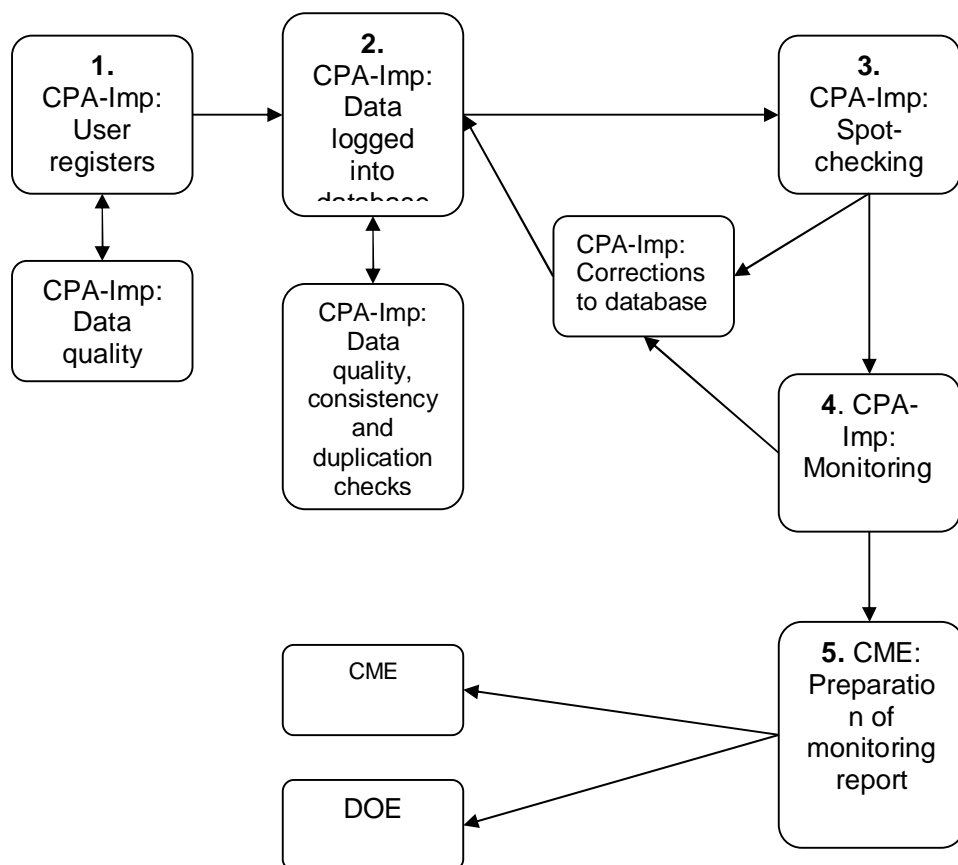 1.
CPA-Imp:
User
registers
2.
CPA-Imp:
Data
logged
into
database
3.
CPA-Imp:
Spot-
checking
CPA-Imp:
Data
quality
CPA-Imp:
Data
quality,
consistency
and
duplication
checks
CPA-Imp:
Corrections
to database
4. CPA-
Imp:
Monitoring
5. CME:
Preparatio
n of
monitoring
report
CME
DOE